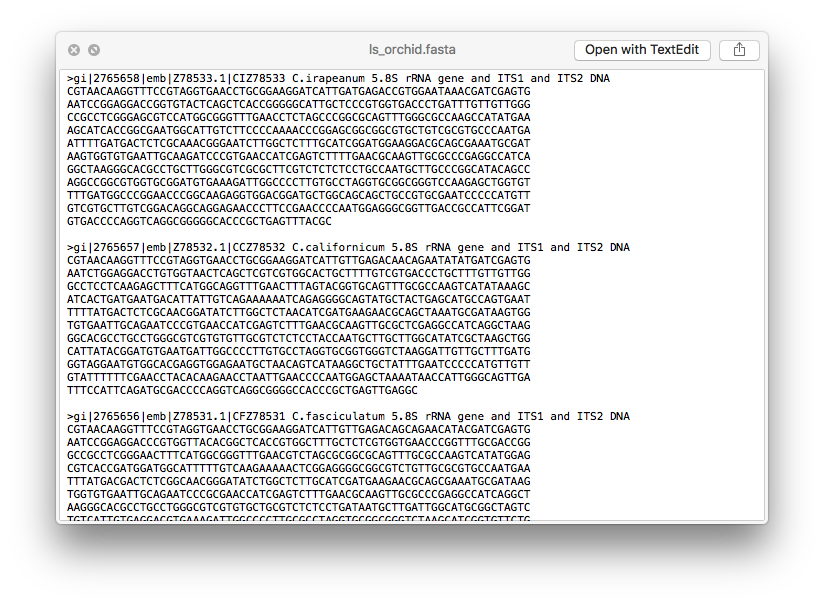 ls_orchid.fasta
Open with TextEdit
>gi|2765658|emb|Z78533.1|CIZ78533 C.irapeanum 5.8S rRNA gene and ITS1 and ITS2 DNA
CGTAACAAGGTTTCCGTAGGTGAACCTGCGGAAGGATCATTGATGAGACCGTGGAATAAACGATCGAGTG
AATCCGGAGGACCGGTGTACTCAGCTCACCGGGGGCATTGCTCCCGTGGTGACCCTGATTTGTTGTTGGG
CCGCCTCGGGAGCGTCCATGGCGGGTTTGAACCTCTAGCCCGGCGCAGTTTGGGCGCCAAGCCATATGAA
AGCATCACCGGCGAATGGCATTGTCTTCCCCAAAACCCGGAGCGGCGGCGTGCTGTCGCGTGCCCAATGA
ATTTTGATGACTCTCGCAAACGGGAATCTTGGCTCTTTGCATCGGATGGAAGGACGCAGCGAAATGCGAT
AAGTGGTGTGAATTGCAAGATCCCGTGAACCATCGAGTCTTTTGAACGCAAGTTGCGCCCGAGGCCATCA
GGCTAAGGGCACGCCTGCTTGGGCGTCGCGCTTCGTCTCTCTCCTGCCAATGCTTGCCCGGCATACAGCC
AGGCCGGCGTGGTGCGGATGTGAAAGATTGGCCCCTTGTGCCTAGGTGCGGCGGGTCCAAGAGCTGGTGT
TTTGATGGCCCGGAACCCGGCAAGAGGTGGACGGATGCTGGCAGCAGCTGCCGTGCGAATCCCCCATGTT
GTCGTGCTTGTCGGACAGGCAGGAGAACCCTTCCGAACCCCAATGGAGGGCGGTTGACCGCCATTCGGAT
GTGACCCCAGGTCAGGCGGGGGCACCCGCTGAGTTTACGC
>gi|2765657|emb|Z78532.1|CCZ78532 C.californicum 5.8S rRNA gene and ITS1 and ITS2 DNA
CGTAACAAGGTTTCCGTAGGTGAACCTGCGGAAGGATCATTGTTGAGACAACAGAATATATGATCGAGTG
AATCTGGAGGACCTGTGGTAACTCAGCTCGTCGTGGCACTGCTTTTGTCGTGACCCTGCTTTGTTGTTGG
GCCTCCTCAAGAGCTTTCATGGCAGGTTTGAACTTTAGTACGGTGCAGTTTGCGCCAAGTCATATAAAGC
ATCACTGATGAATGACATTATTGTCAGAAAAAATCAGAGGGGCAGTATGCTACTGAGCATGCCAGTGAAT
TTTTATGACTCTCGCAACGGATATCTTGGCTCTAACATCGATGAAGAACGCAGCTAAATGCGATAAGTGG
TGTGAATTGCAGAATCCCGTGAACCATCGAGTCTTTGAACGCAAGTTGCGCTCGAGGCCATCAGGCTAAG
GGCACGCCTGCCTGGGCGTCGTGTGTTGCGTCTCTCCTACCAATGCTTGCTTGGCATATCGCTAAGCTGG
CATTATACGGATGTGAATGATTGGCCCCTTGTGCCTAGGTGCGGTGGGTCTAAGGATTGTTGCTTTGATG
GGTAGGAATGTGGCACGAGGTGGAGAATGCTAACAGTCATAAGGCTGCTATTTGAATCCCCCATGTTGTT
GTATTTTTTCGAACCTACACAAGAACCTAATTGAACCCCAATGGAGCTAAAATAACCATTGGGCAGTTGA
TTTCCATTCAGATGCGACCCCAGGTCAGGCGGGGCCACCCGCTGAGTTGAGGC
>gi|2765656|emb|Z78531.1|CFZ78531 C.fasciculatum 5.8S rRNA gene and ITS1 and ITS2 DNA
CGTAACAAGGTTTCCGTAGGTGAACCTGCGGAAGGATCATTGTTGAGACAGCAGAACATACGATCGAGTG
AATCCGGAGGACCCGTGGTTACACGGCTCACCGTGGCTTTGCTCTCGTGGTGAACCCGGTTTGCGACCGG
GCCGCCTCGGGAACTTTCATGGCGGGTTTGAACGTCTAGCGCGGCGCAGTTTGCGCCAAGTCATATGGAG
CGTCACCGATGGATGGCATTTTTGTCAAGAAAAACTCGGAGGGGCGGCGTCTGTTGCGCGTGCCAATGAA
TTTATGACGACTCTCGGCAACGGGATATCTGGCTCTTGCATCGATGAAGAACGCAGCGAAATGCGATAAG
TGGTGTGAATTGCAGAATCCCGCGAACCATCGAGTCTTTGAACGCAAGTTGCGCCCGAGGCCATCAGGCT
AAGGGCACGCCTGCCTGGGCGTCGTGTGCTGCGTCTCTCCTGATAATGCTTGATTGGCATGCGGCTAGTC
TGTCATTGTGAGGACGTGAAAGATTGGCCCCTTGCGCCTAGGTGCGGCGGGTCTAAGCATCGGTGTTCTG